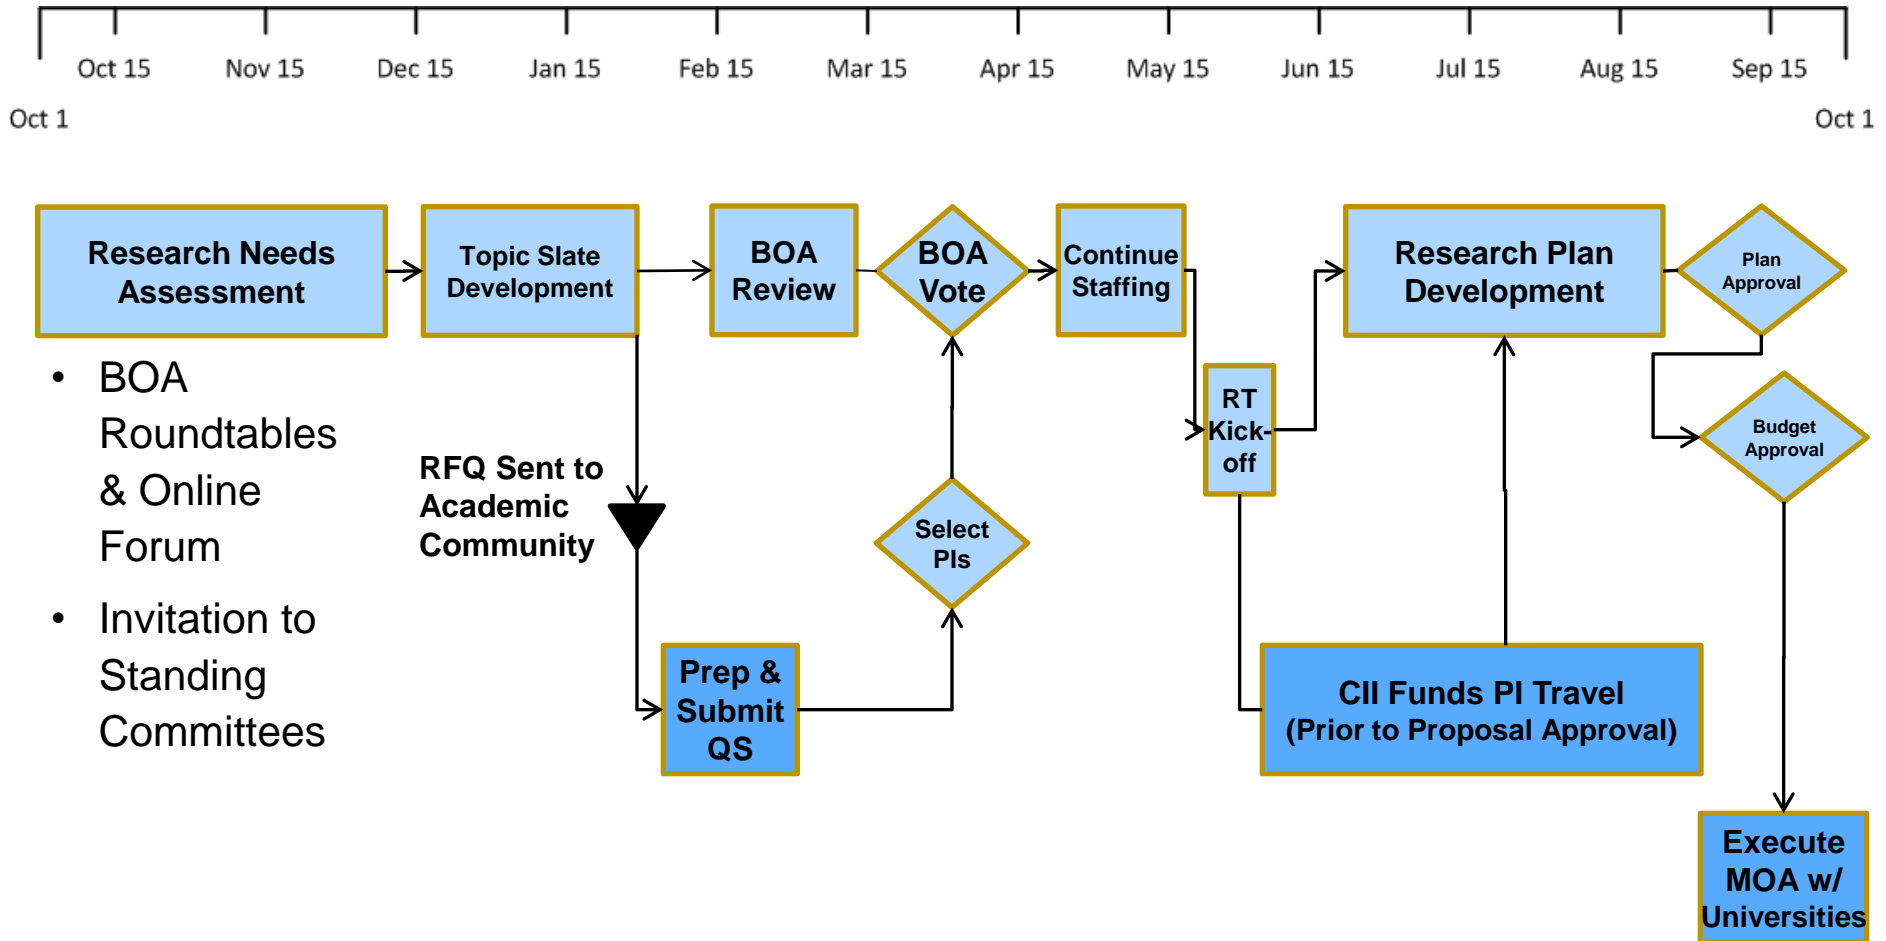 Oct 15
Nov 15
Dec 15
Jan 15
Feb 15
Mar 15
Apr 15
May 15
Jun 15
Jul 15
Aug 15
Sep 15
Oct 1
Oct 1
Research Needs
Assessment
Topic Slate
Development
BOA
Review
BOA
Vote
Continue
Staffing
Research Plan
Development
Plan
Approval
• BOA
Roundtables
& Online
Forum
• Invitation to
Standing
Committees
RFQ Sent to
Academic
Community
Select
PIs
RT
Kick-
off
Budget
Approval
Prep &
Submit
QS
CII Funds PI Travel
(Prior to Proposal Approval)
Execute
MOA w/
Universities